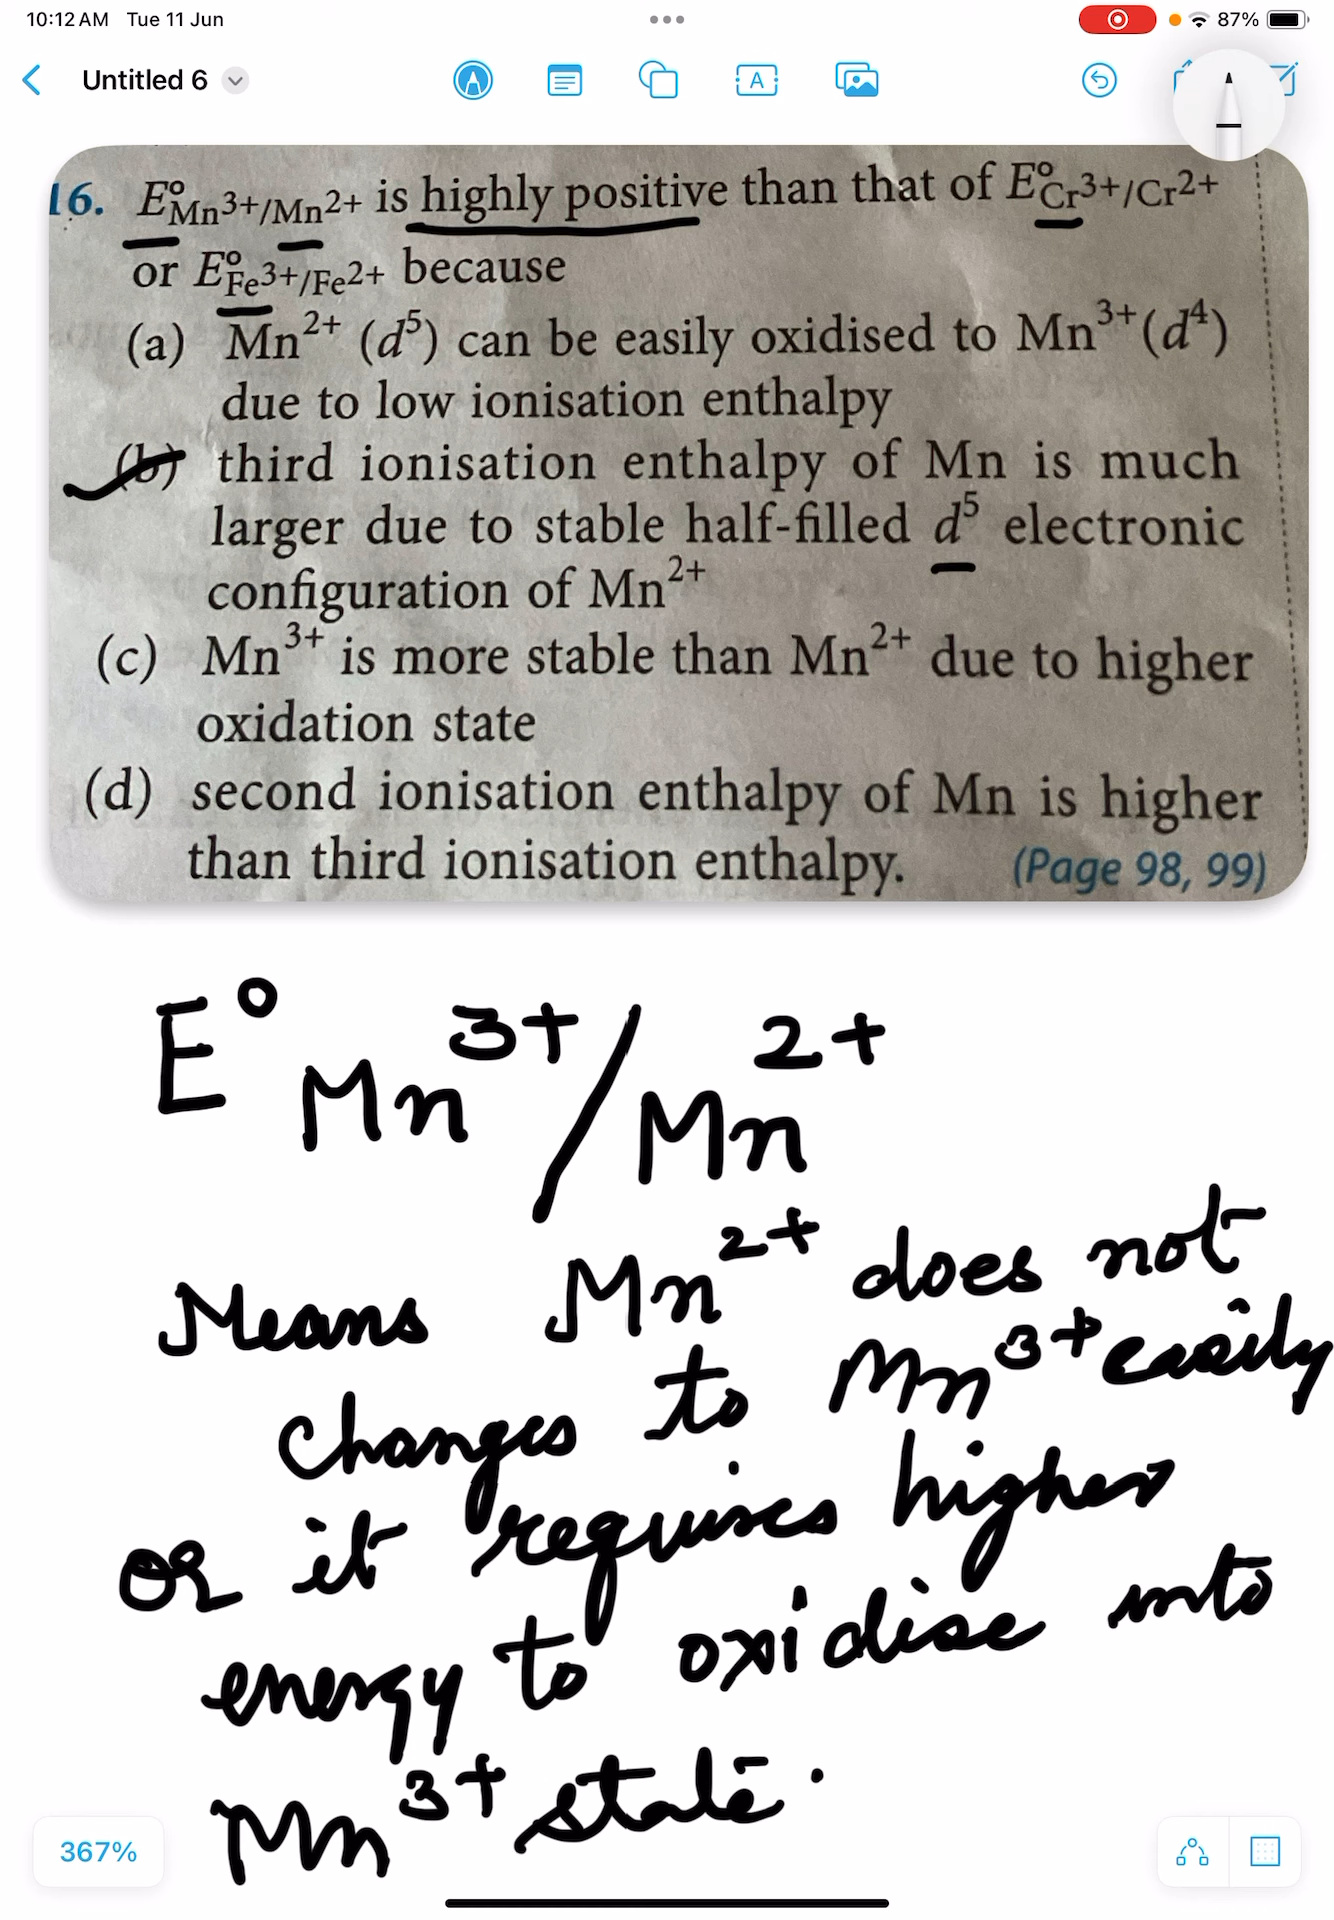 10:12 AM Tue 11 Jun
87%
Untitled 6
A
16. E°Mn3+/Mn2+ is highly positive than that of E°Cr3+/Cr2+
or E°Fe3+/Fe2+ because
(a) Mn²⁺ (d⁵) can be easily oxidised to Mn³⁺(d⁴)
due to low ionisation enthalpy
(b) third ionisation enthalpy of Mn is much
larger due to stable half-filled d⁵ electronic
configuration of Mn²⁺
(c) Mn³⁺ is more stable than Mn²⁺ due to higher
oxidation state
(d) second ionisation enthalpy of Mn is higher
than third ionisation enthalpy. (Page 98, 99)
E° Mn³⁺/Mn²⁺
Means Mn²⁺ does not
changes to Mn³⁺ easily
or it requires higher
energy to oxidise into
Mn³⁺ state.
367%